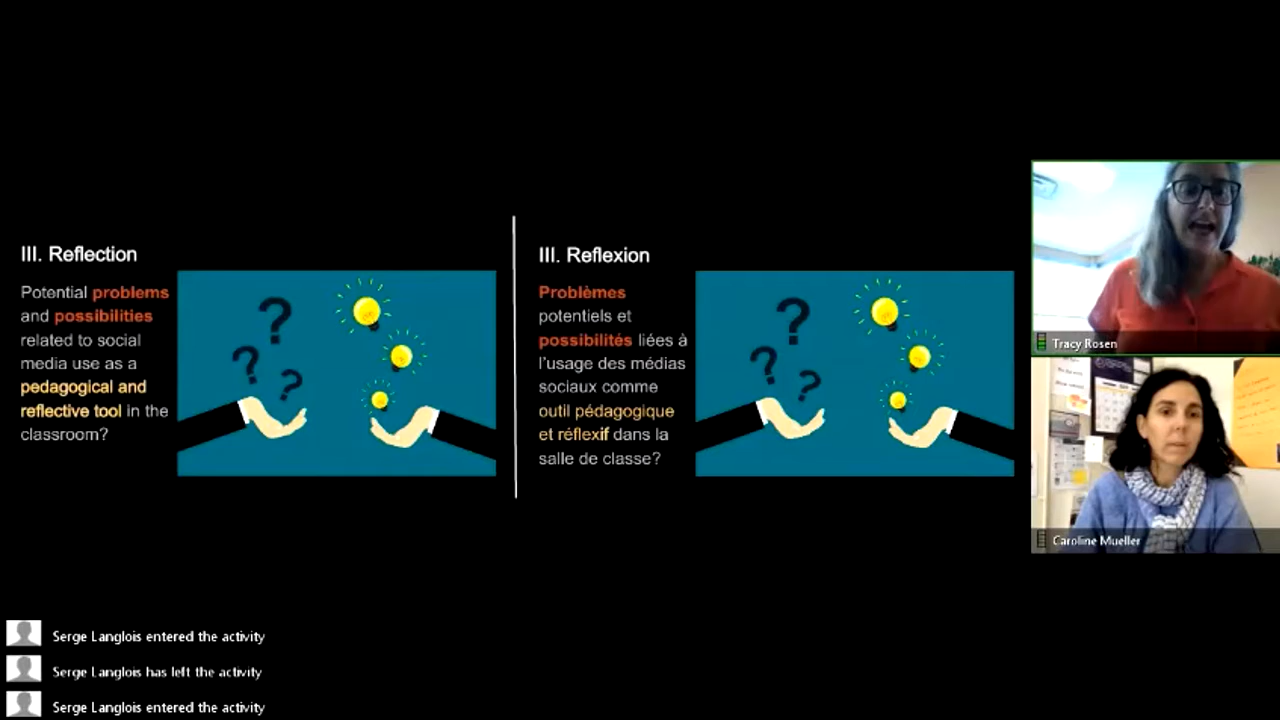 III. Reflection
Potential problems
and possibilities
related to social
media use as a
pedagogical and
reflective tool in the
classroom?
III. Reflexion
Problèmes
potentiels et
possibilités liées à
l'usage des médias
sociaux comme
outil pédagogique
et réflexif dans la
salle de classe?
Tracy Rosen
Caroline Mueller
Serge Langlois entered the activity
Serge Langlois has left the activity
Serge Langlois entered the activity